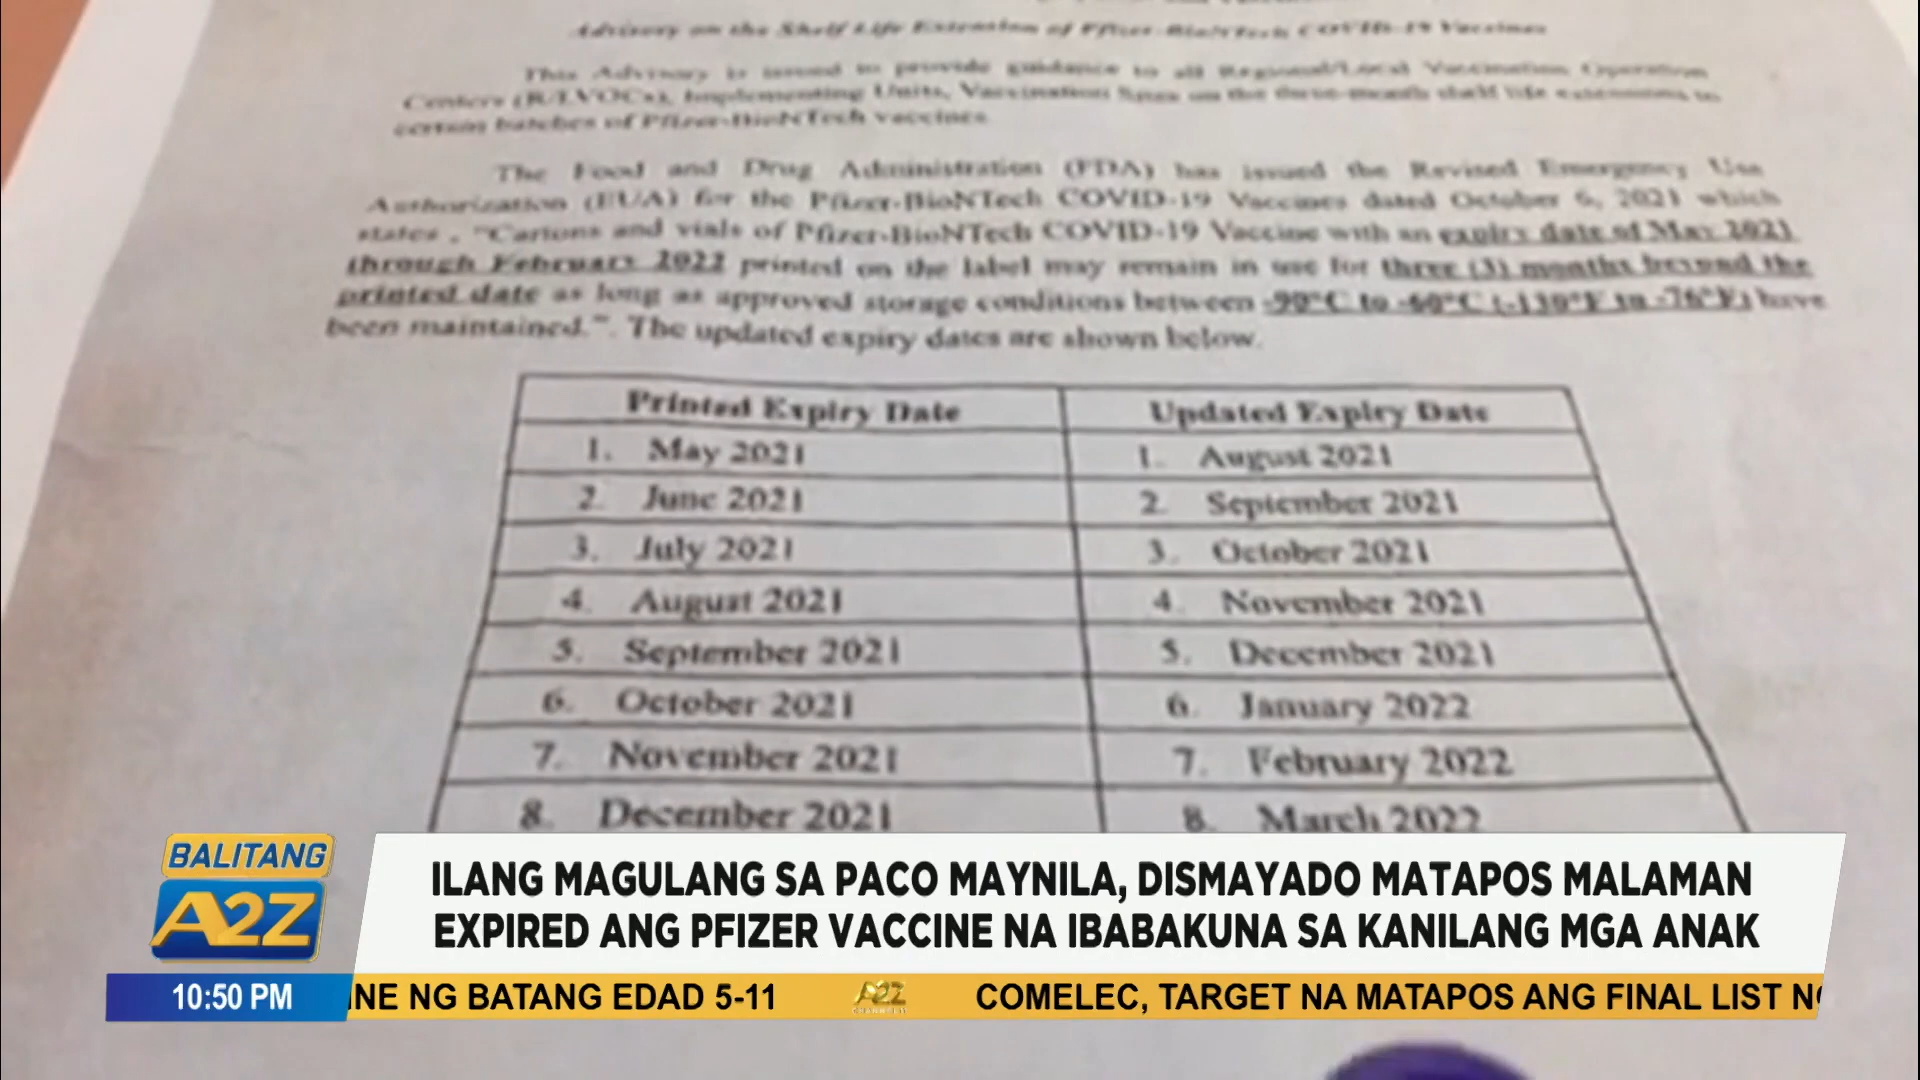 Advisory on the Shelf Life Extension of Pfizer-BioNTech COVID-19 Vaccines
This Advisory is issued to provide guidance to all Regional/Local Vaccination Operation
Centers (R/LVOCs), Implementing Units, Vaccination Sites on the three-month shelf life extensions to
certain batches of Pfizer-BioNTech vaccines.
The Food and Drug Administration (FDA) has issued the Revised Emergency Use
Authorization (EUA) for the Pfizer-BioNTech COVID-19 Vaccines dated October 6, 2021 which
states , "Cartons and vials of Pfizer-BioNTech COVID-19 Vaccine with an expiry date of May 2021
through February 2022 printed on the label may remain in use for three (3) months beyond the
printed date as long as approved storage conditions between -90°C to -60°C (-130°F to -76°F) have
been maintained.". The updated expiry dates are shown below.
Printed Expiry Date Updated Expiry Date
1. May 2021 1. August 2021
2. June 2021 2. September 2021
3. July 2021 3. October 2021
4. August 2021 4. November 2021
5. September 2021 5. December 2021
6. October 2021 6. January 2022
7. November 2021 7. February 2022
8. December 2021 8. March 2022
BALITANG
A2Z
ILANG MAGULANG SA PACO MAYNILA, DISMAYADO MATAPOS MALAMAN
EXPIRED ANG PFIZER VACCINE NA IBABAKUNA SA KANILANG MGA ANAK
10:50 PM INE NG BATANG EDAD 5-11 A2Z CHANNEL 11 COMELEC, TARGET NA MATAPOS ANG FINAL LIST N